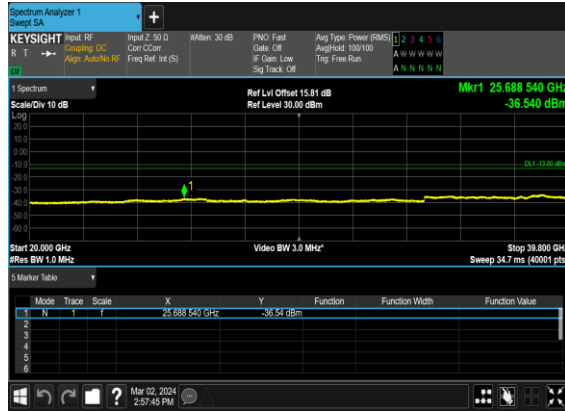 Spectrum Analyzer 1
Swept SA
KEYSIGHT Input: RF Input Z: 50 Ω #Atten: 30 dB PNO: Fast Avg Type: Power (RMS) 1 2 3 4 5 6
R T Coupling: DC Corr CCorr Gate: Off Avg|Hold: 100/100 A W W W W W
Align: Auto/No RF Freq Ref: Int (S) IF Gain: Low Trig: Free Run
Sig Track: Off A N N N N N
LNI
1 Spectrum Ref Lvl Offset 15.81 dB Mkr1 25.688 540 GHz
Scale/Div 10 dB Ref Level 30.00 dBm -36.540 dBm
Log
20.0
10.0
0.00
-10.0
DL1 -13.00 dBm
-20.0
-30.0
1
-40.0
-50.0
-60.0
Start 20.000 GHz Video BW 3.0 MHz* Stop 39.800 GHz
#Res BW 1.0 MHz Sweep 34.7 ms (40001 pts)
5 Marker Table
Mode Trace Scale X Y Function Function Width Function Value
1 N 1 f 25.688 540 GHz -36.54 dBm
2
3
4
5
6
? Mar 02, 2024
2:57:45 PM